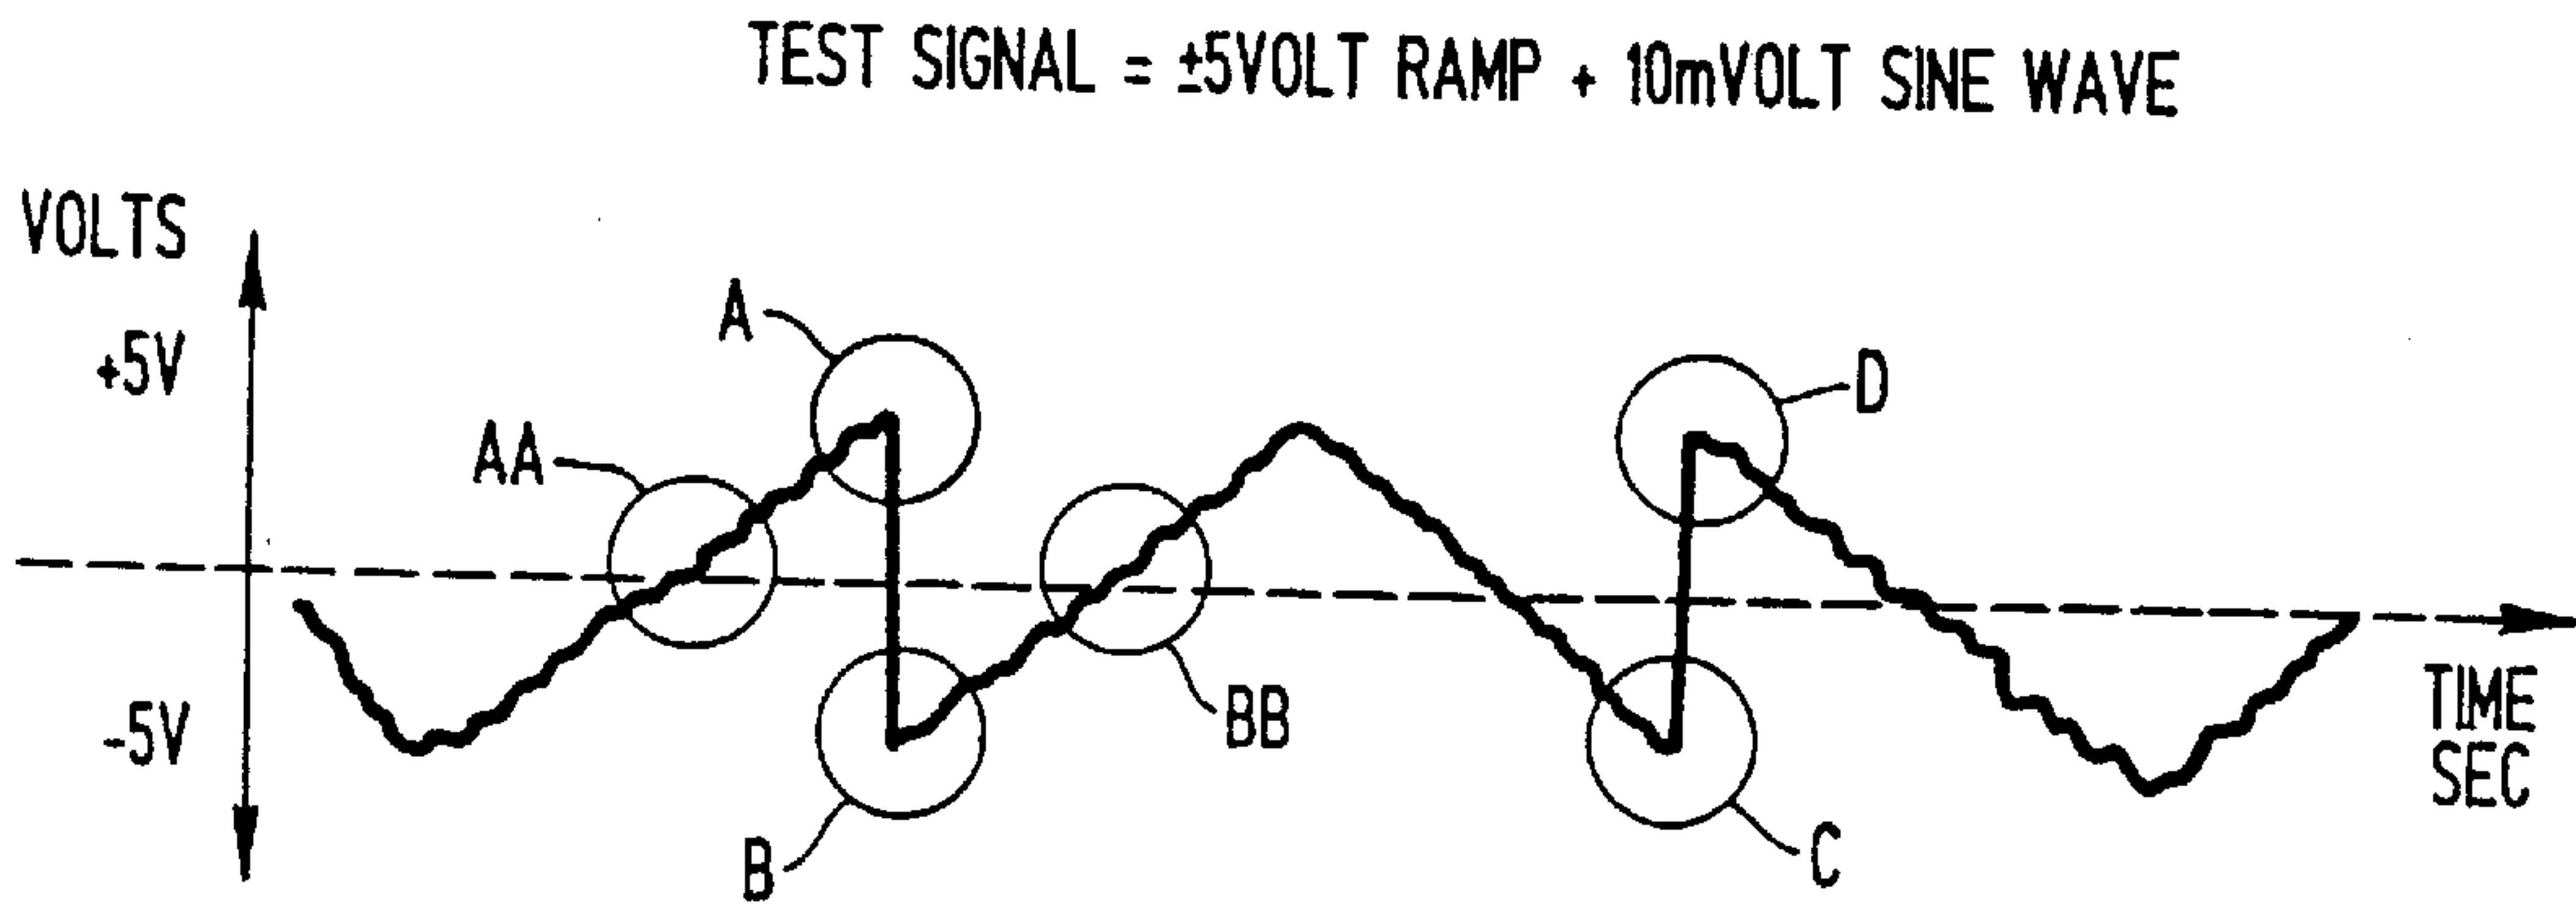 TEST SIGNAL = ±5VOLT RAMP + 10mVOLT SINE WAVE
VOLTS
+5V
-5V
A
AA
B
BB
D
C
TIME
SEC